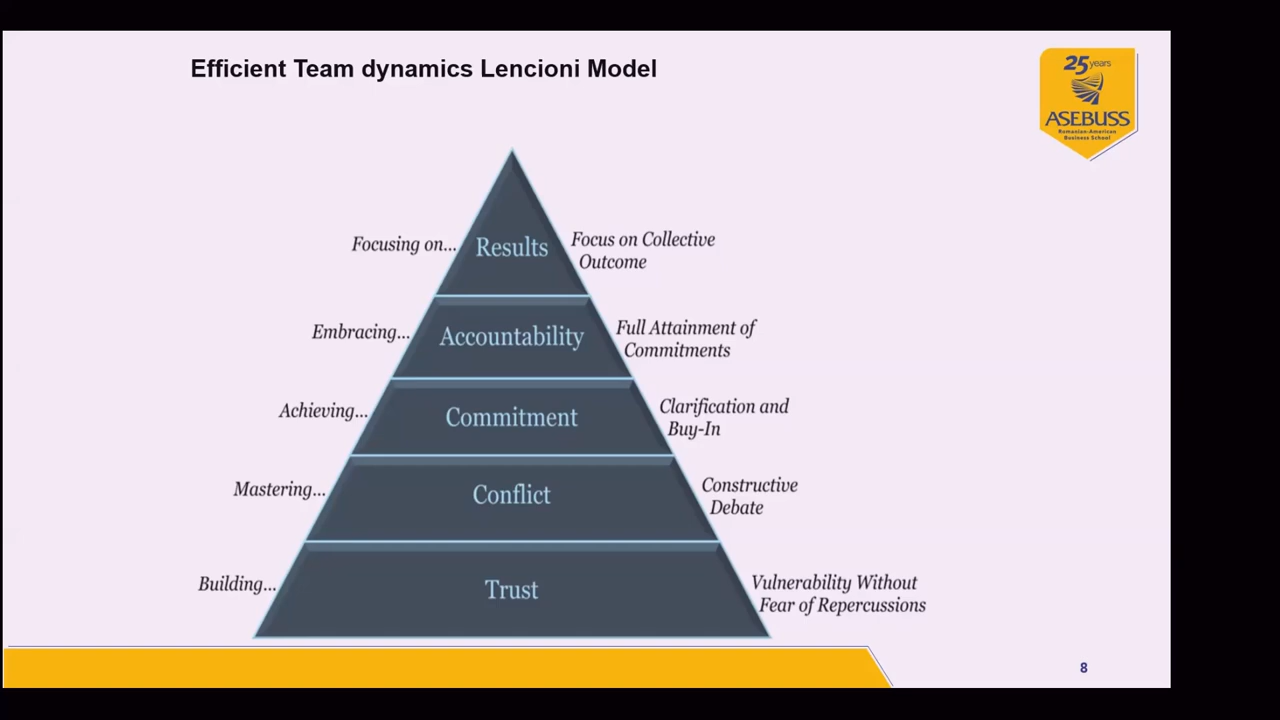 Efficient Team dynamics Lencioni Model
25 years
ASEBUSS
Romanian-American
Business School
Focusing on...
Results
Focus on Collective
Outcome
Embracing...
Accountability
Full Attainment of
Commitments
Achieving...
Commitment
Clarification and
Buy-In
Mastering...
Conflict
Constructive
Debate
Building...
Trust
Vulnerability Without
Fear of Repercussions
8